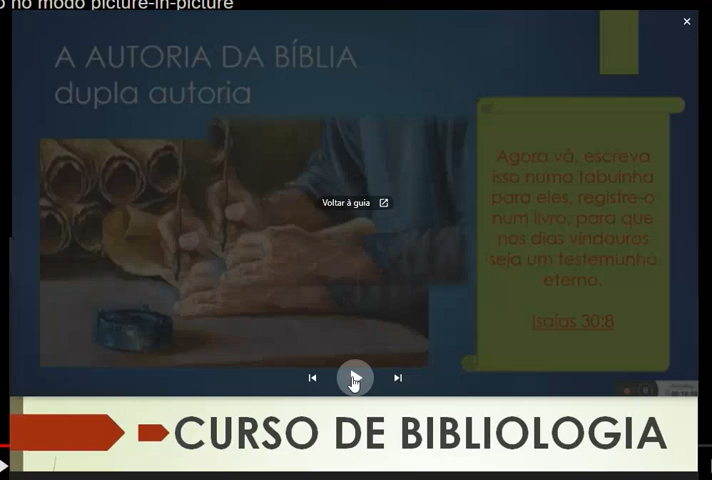 o no modo picture-in-picture
A AUTORIA DA BÍBLIA
dupla autoria
Agora vá, escreva
isso numa tabuinha
para eles, registre-o
num livro, para que
nos dias vindouros
seja um testemunho
eterno.
Isaías 30:8
Voltar à guia
CURSO DE BIBLIOLOGIA